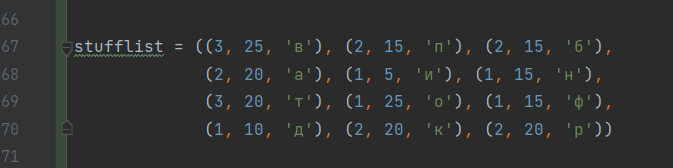 66
67 stufflist = ((3, 25, 'в'), (2, 15, 'п'), (2, 15, 'б'),
68 (2, 20, 'а'), (1, 5, 'и'), (1, 15, 'н'),
69 (3, 20, 'т'), (1, 25, 'о'), (1, 15, 'ф'),
70 (1, 10, 'д'), (2, 20, 'к'), (2, 20, 'р'))
71